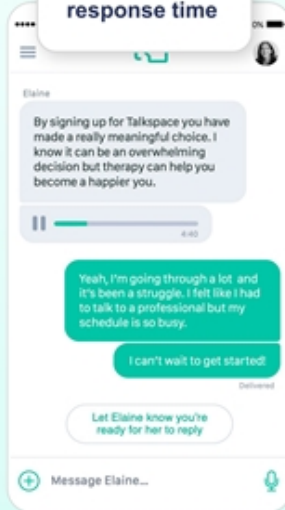 response time
0%
Elaine
By signing up for Talkspace you have
made a really meaningful choice. I
know it can be an overwhelming
decision but therapy can help you
become a happier you.
4:40
Yeah, I'm going through a lot and
it's been a struggle. I felt like I had
to talk to a professional but my
schedule is so busy.
I can't wait to get started!
Delivered
Let Elaine know you're
ready for her to reply
Message Elaine...